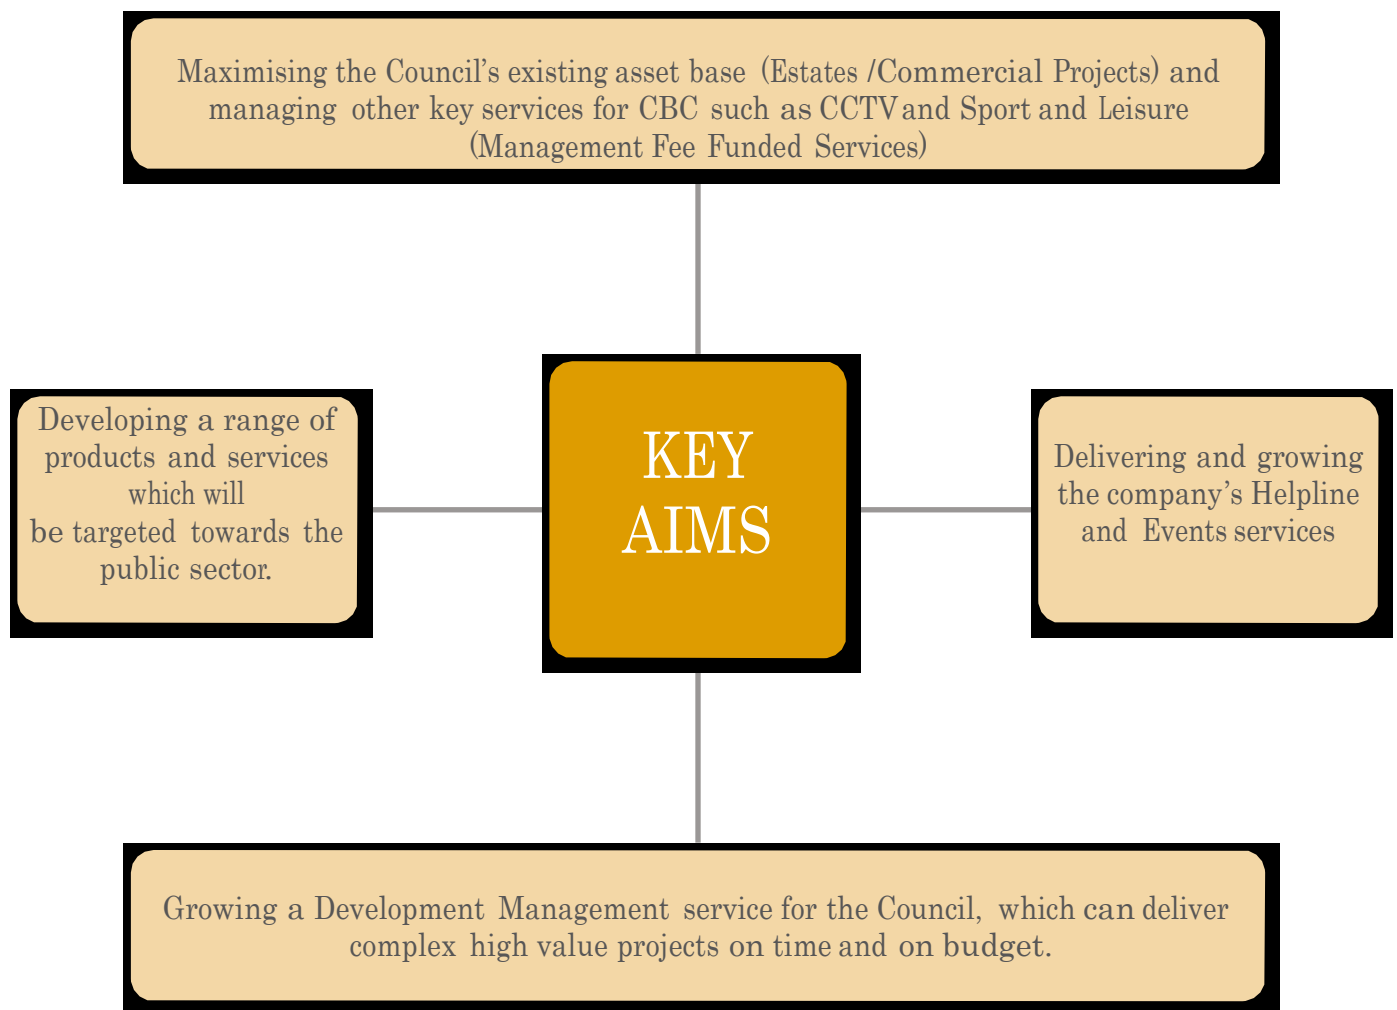 Maximising the Council’s existing asset base (Estates /Commercial Projects) and
managing other key services for CBC such as CCTV and Sport and Leisure
(Management Fee Funded Services)
Developing a range of
products and services
which will
be targeted towards the
public sector.
KEY
AIMS
Delivering and growing
the company’s Helpline
and Events services
Growing a Development Management service for the Council, which can deliver
complex high value projects on time and on budget.